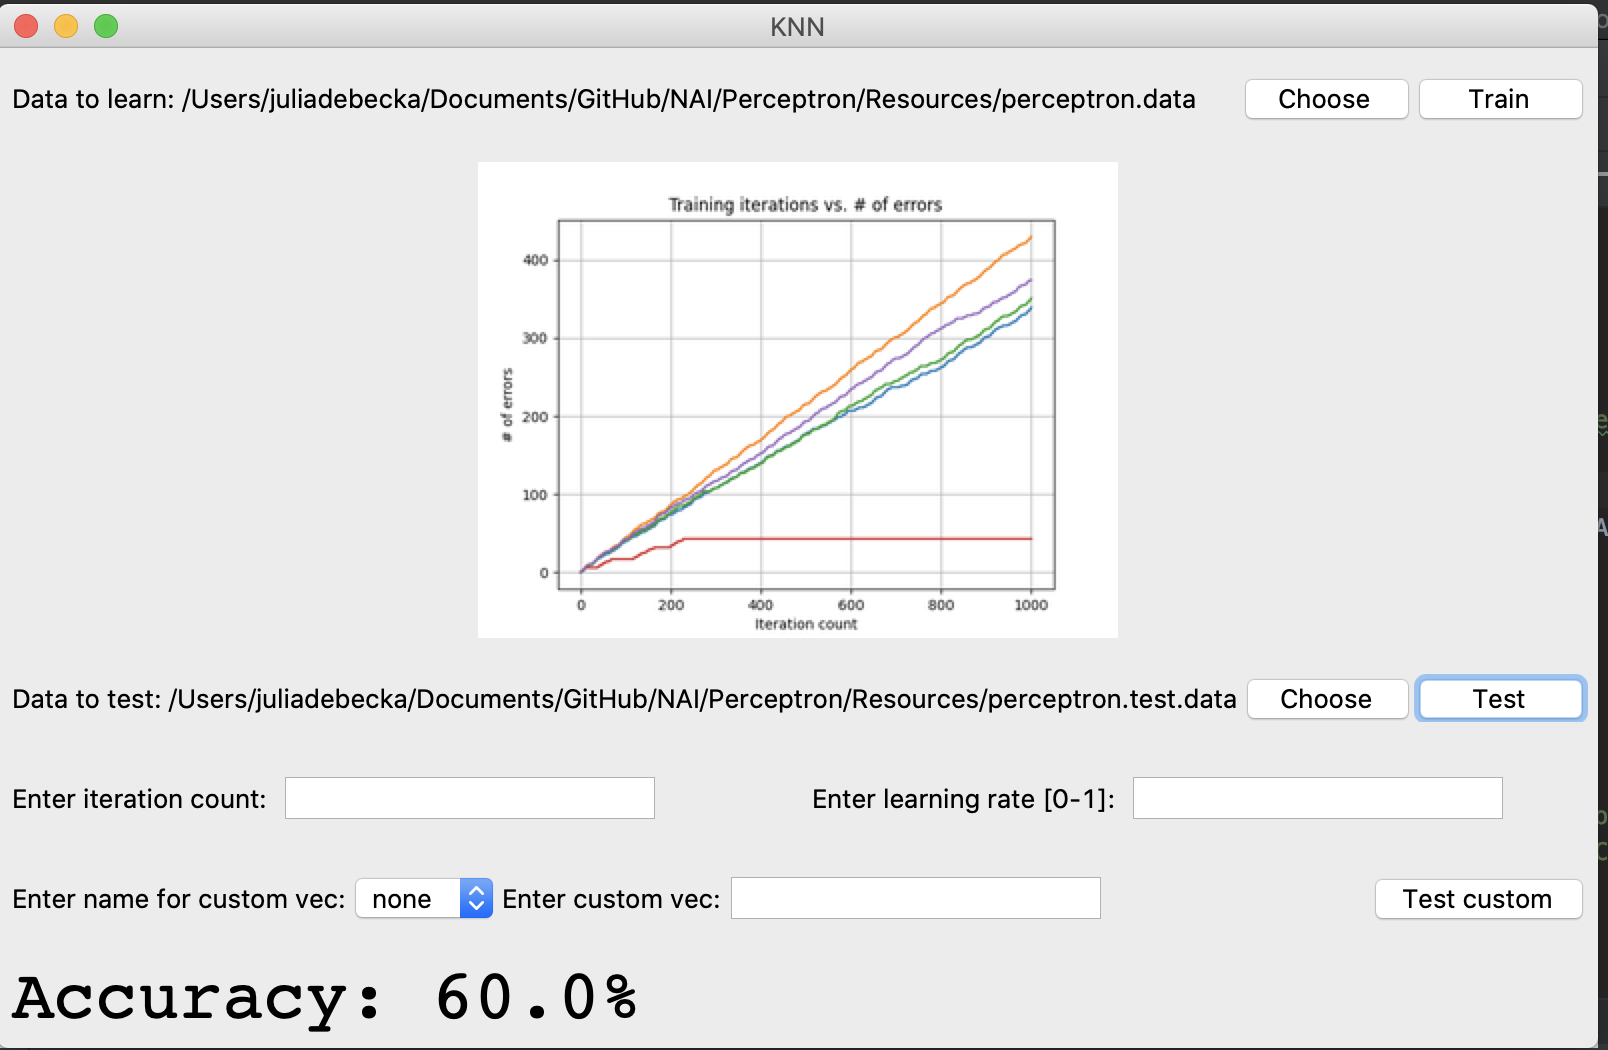 KNN
Data to learn: /Users/juliadebecka/Documents/GitHub/NAI/Perceptron/Resources/perceptron.data Choose Train
Training iterations vs. # of errors
400
300
200
100
0
# of errors
0 200 400 600 800 1000
Iteration count
Data to test: /Users/juliadebecka/Documents/GitHub/NAI/Perceptron/Resources/perceptron.test.data Choose Test
Enter iteration count: Enter learning rate [0-1]:
Enter name for custom vec: none Enter custom vec: Test custom
Accuracy: 60.0%